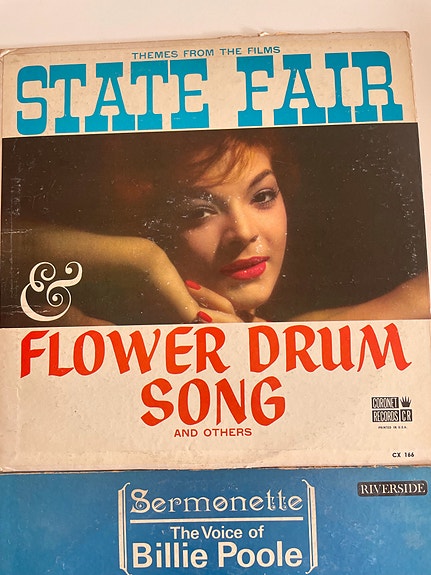 THEMES FROM THE FILMS
STATE FAIR
&
FLOWER DRUM
SONG
AND OTHERS
CORONET
RECORDS CR
PRINTED IN U.S.A.
CX 166
RIVERSIDE
Sermonette
The Voice of
Billie Poole